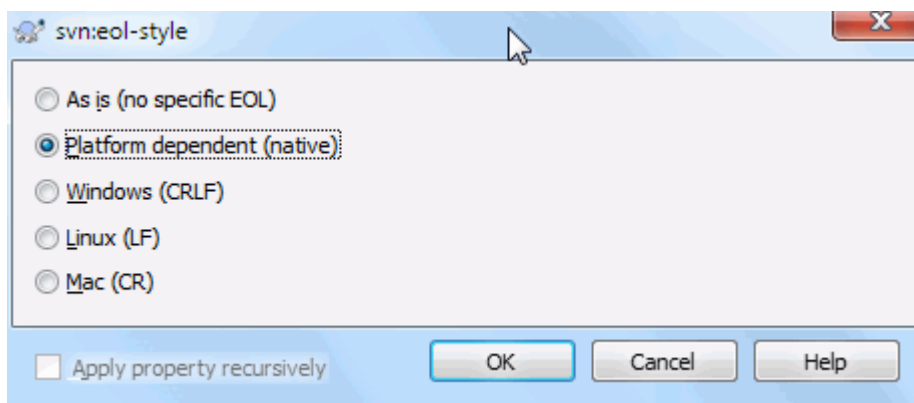 svn:eol-style
As is (no specific EOL)
Platform dependent (native)
Windows (CRLF)
Linux (LF)
Mac (CR)
Apply property recursively
OK
Cancel
Help